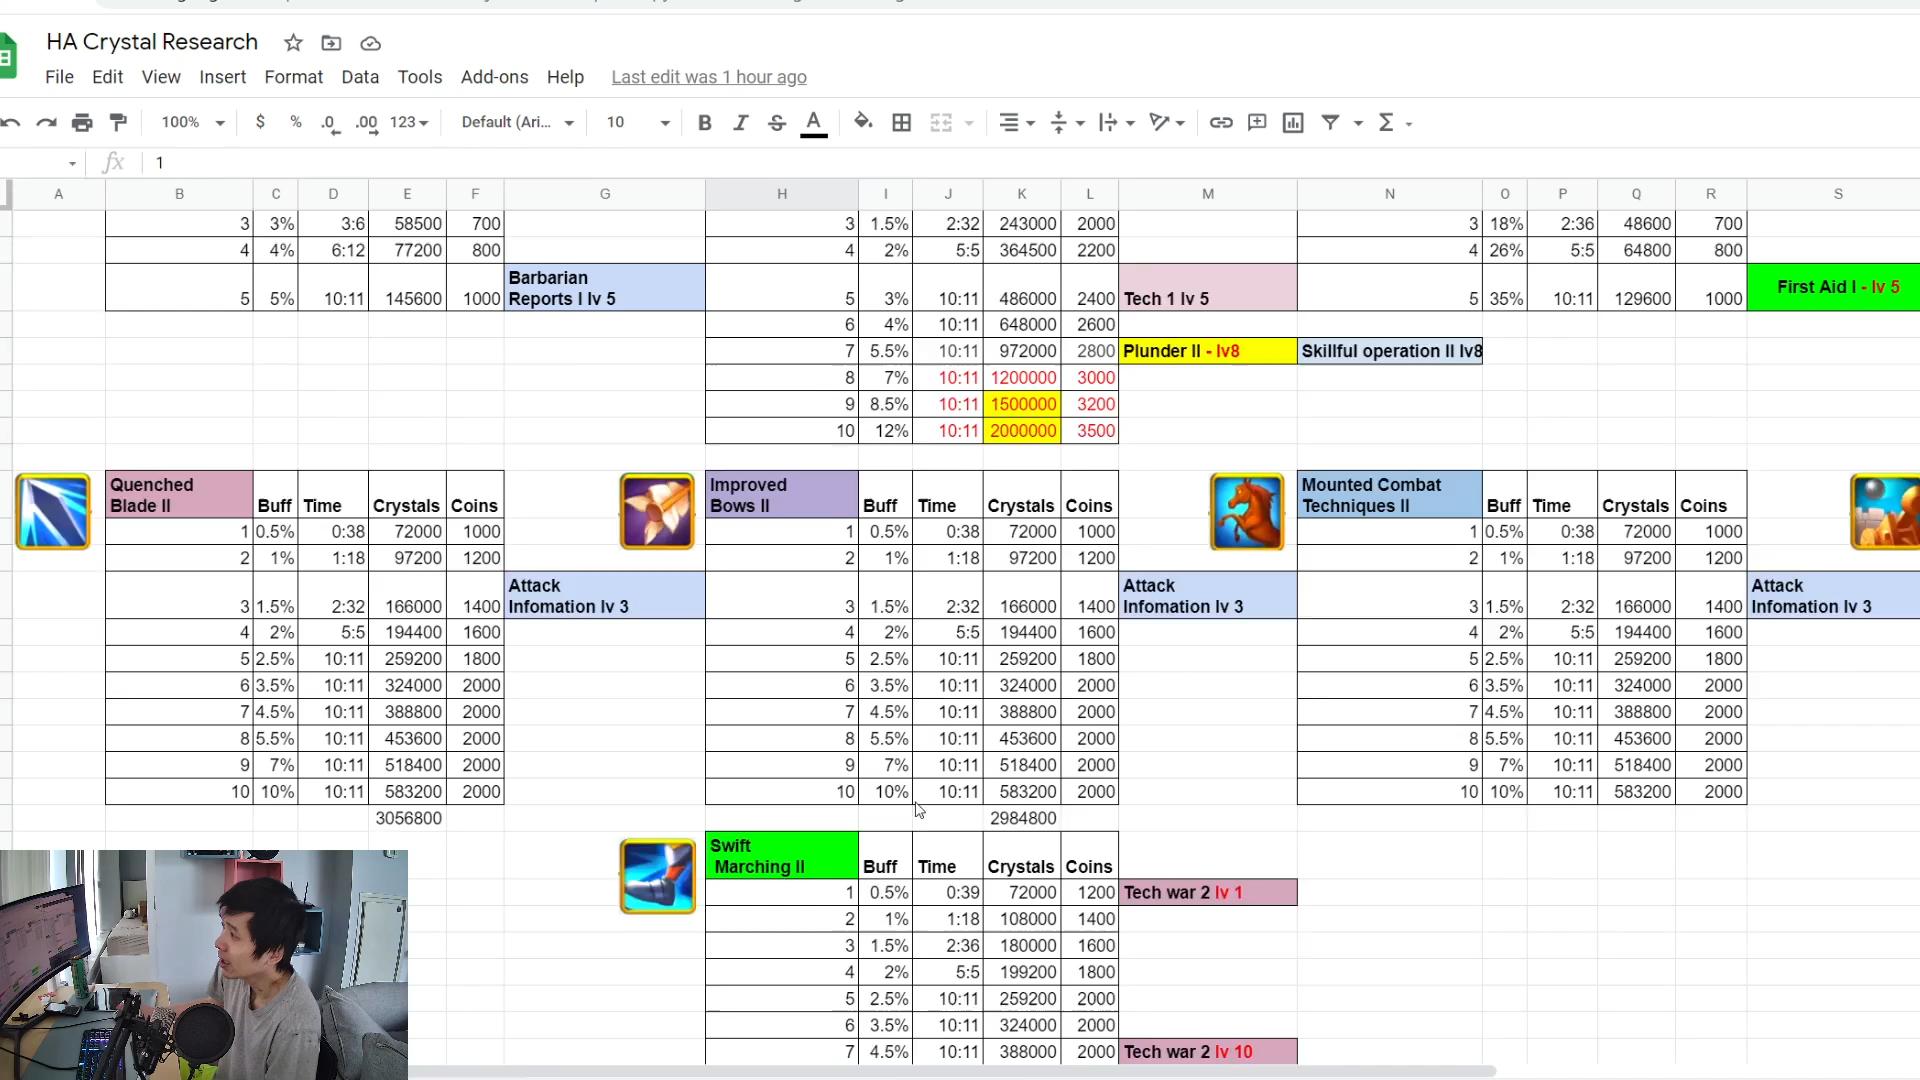 HA Crystal Research
File Edit View Insert Format Data Tools Add-ons Help Last edit was 1 hour ago
100% $ % .0 .00 123 Default (Ari... 10 B I S A
fx 1
A B C D E F G H I J K L M N O P Q R S
3 3% 3:6 58500 700 3 1.5% 2:32 243000 2000 3 18% 2:36 48600 700
4 4% 6:12 77200 800 4 2% 5:5 364500 2200 4 26% 5:5 64800 800
Barbarian
Reports I lv 5
5 5% 10:11 145600 1000 5 3% 10:11 486000 2400 Tech 1 lv 5 5 35% 10:11 129600 1000 First Aid I - lv 5
6 4% 10:11 648000 2600
7 5.5% 10:11 972000 2800 Plunder II - lv8 Skillful operation II lv8
8 7% 10:11 1200000 3000
9 8.5% 10:11 1500000 3200
10 12% 10:11 2000000 3500
Quenched
Blade II Buff Time Crystals Coins
Improved
Bows II Buff Time Crystals Coins
Mounted Combat
Techniques II Buff Time Crystals Coins
1 0.5% 0:38 72000 1000 1 0.5% 0:38 72000 1000 1 0.5% 0:38 72000 1000
2 1% 1:18 97200 1200 2 1% 1:18 97200 1200 2 1% 1:18 97200 1200
Attack
Infomation lv 3
Attack
Infomation lv 3
Attack
Infomation lv 3
3 1.5% 2:32 166000 1400 3 1.5% 2:32 166000 1400 3 1.5% 2:32 166000 1400
4 2% 5:5 194400 1600 4 2% 5:5 194400 1600 4 2% 5:5 194400 1600
5 2.5% 10:11 259200 1800 5 2.5% 10:11 259200 1800 5 2.5% 10:11 259200 1800
6 3.5% 10:11 324000 2000 6 3.5% 10:11 324000 2000 6 3.5% 10:11 324000 2000
7 4.5% 10:11 388800 2000 7 4.5% 10:11 388800 2000 7 4.5% 10:11 388800 2000
8 5.5% 10:11 453600 2000 8 5.5% 10:11 453600 2000 8 5.5% 10:11 453600 2000
9 7% 10:11 518400 2000 9 7% 10:11 518400 2000 9 7% 10:11 518400 2000
10 10% 10:11 583200 2000 10 10% 10:11 583200 2000 10 10% 10:11 583200 2000
3056800 2984800
Swift
Marching II Buff Time Crystals Coins
1 0.5% 0:39 72000 1200 Tech war 2 lv 1
2 1% 1:18 108000 1400
3 1.5% 2:36 180000 1600
4 2% 5:5 199200 1800
5 2.5% 10:11 259200 2000
6 3.5% 10:11 324000 2000
7 4.5% 10:11 388000 2000 Tech war 2 lv 10